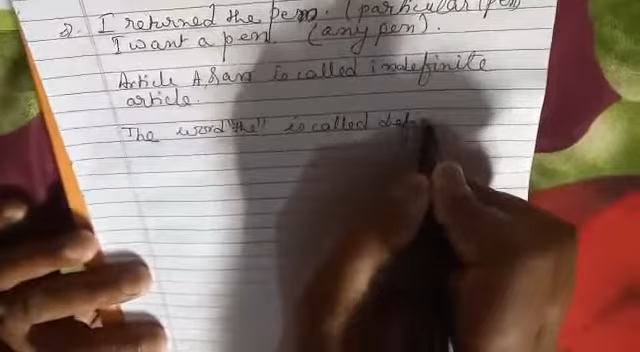 2. I returned the pen. (particular pen
I want a pen. (any pen).
Article A, & an is called indefinite
article.
The word "the" is called def